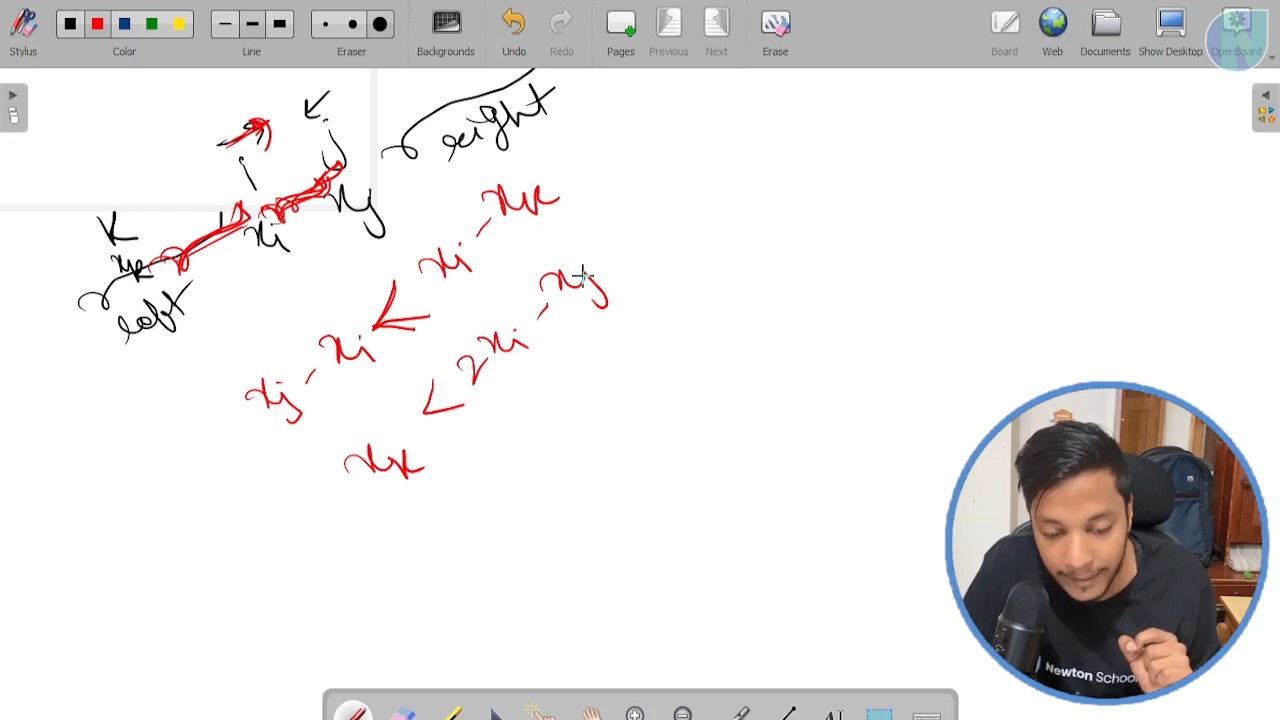 Stylus Color Line Eraser Backgrounds Undo Redo Pages Previous Next Erase Board Web Documents Show Desktop OpenBoard
right
k
xi xj
xk
left
xj - xi < xi - xk
xk < 2xi - xj
Newton School